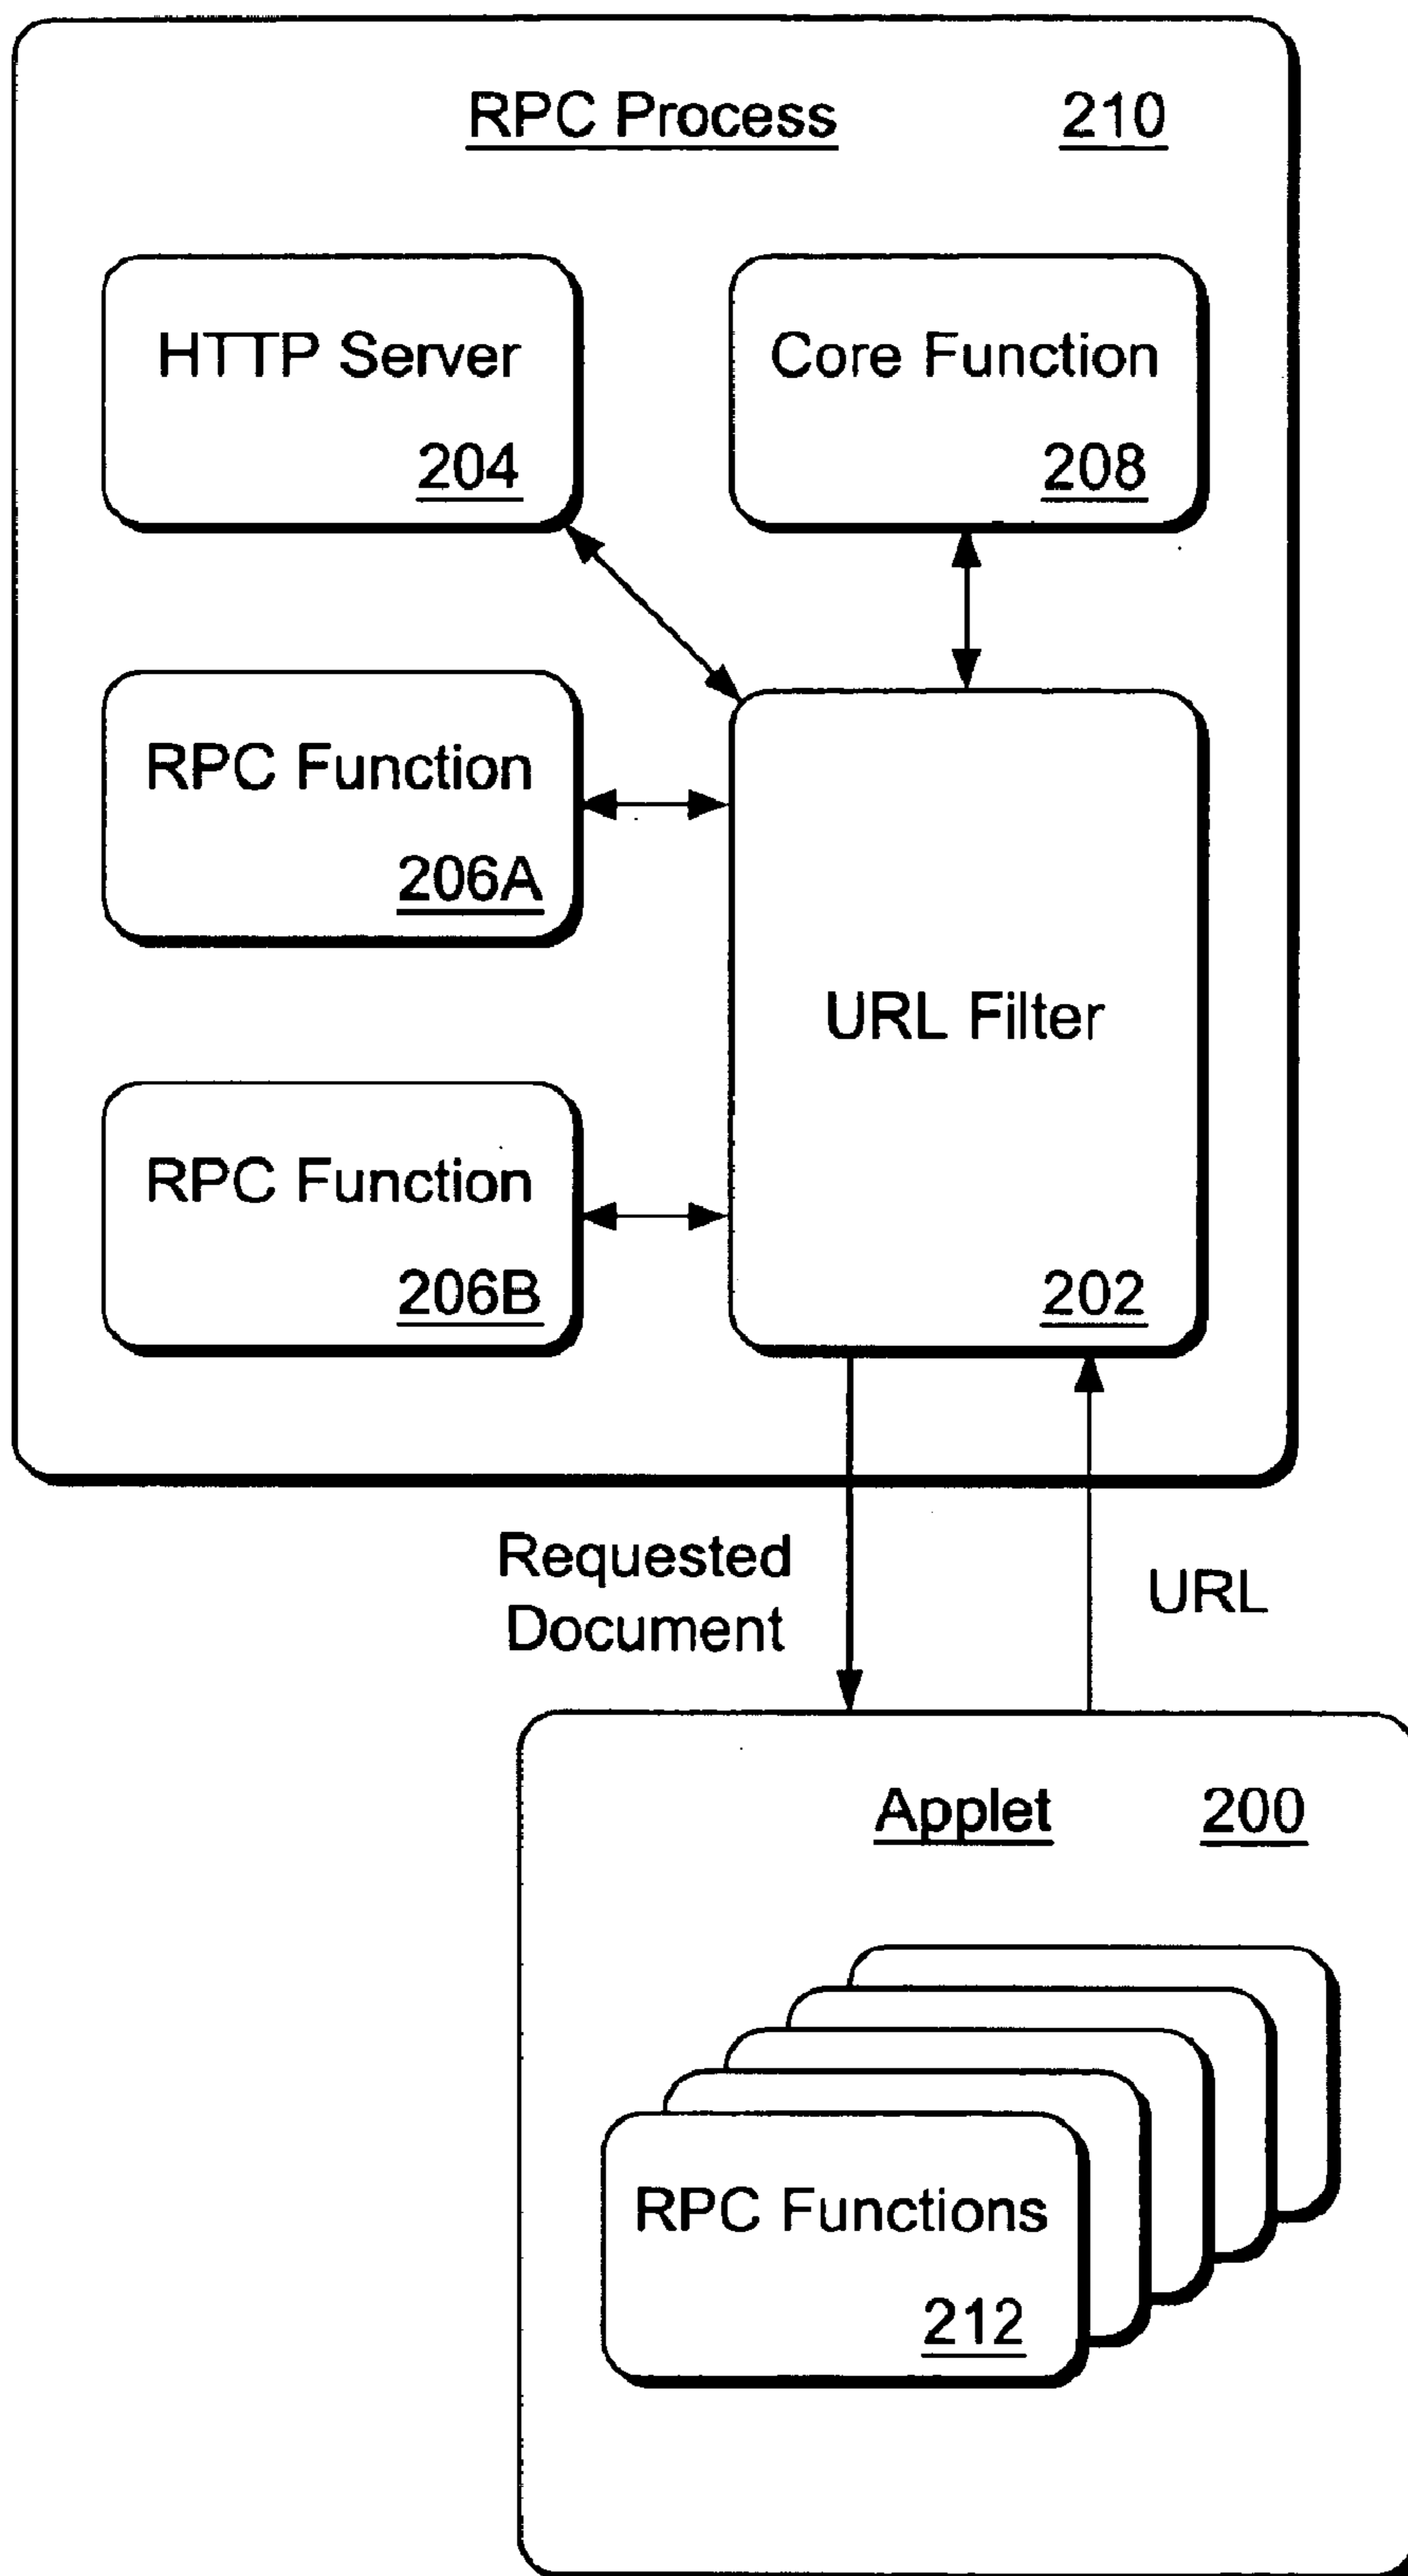 RPC Process 210
HTTP Server
204
Core Function
208
RPC Function
206A
URL Filter
202
RPC Function
206B
Requested
Document
URL
Applet 200
RPC Functions
212